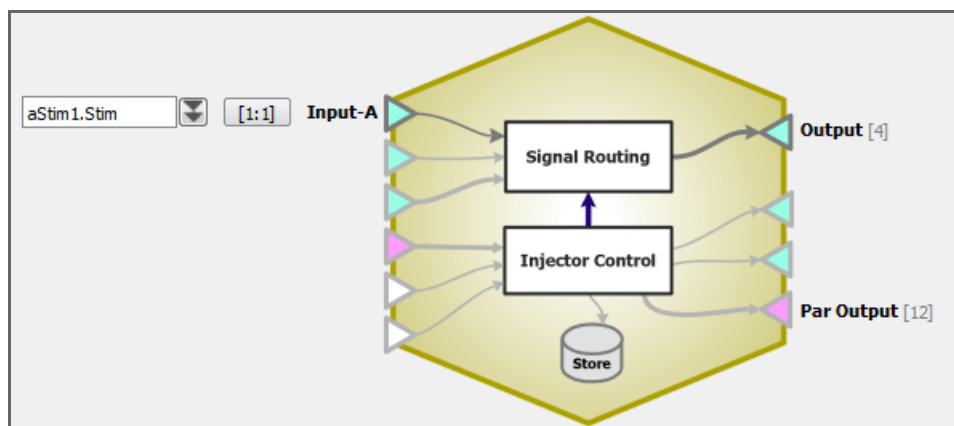 aStim1.Stim
[1:1]
Input-A
Signal Routing
Output [4]
Injector Control
Par Output [12]
Store